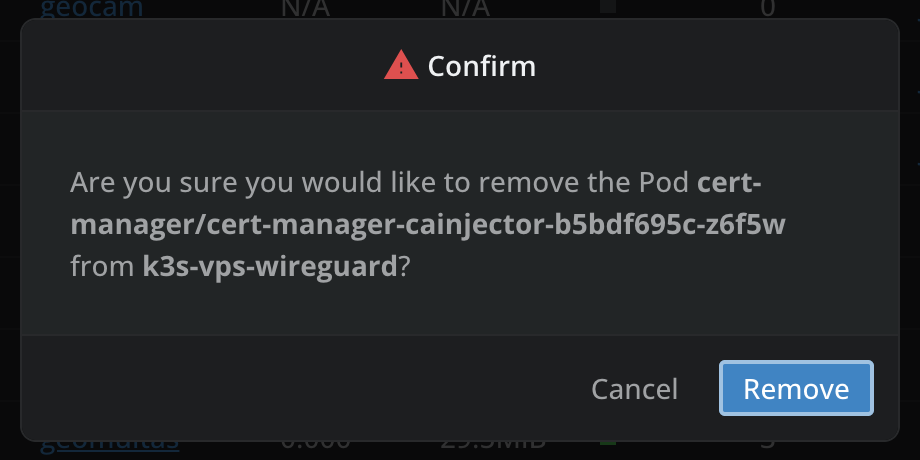 geocam N/A N/A 0
Confirm
Are you sure you would like to remove the Pod cert-
manager/cert-manager-cainjector-b5bdf695c-z6f5w
from k3s-vps-wireguard?
Cancel Remove